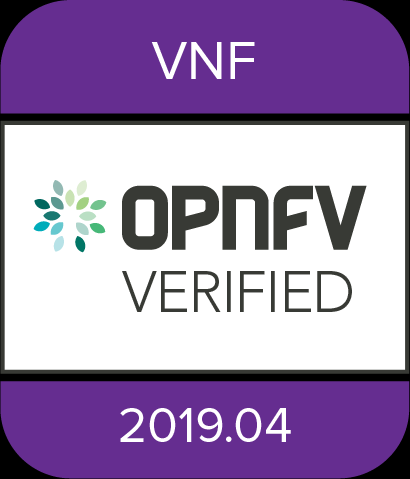 VNF
OPNFV
VERIFIED
2019.04